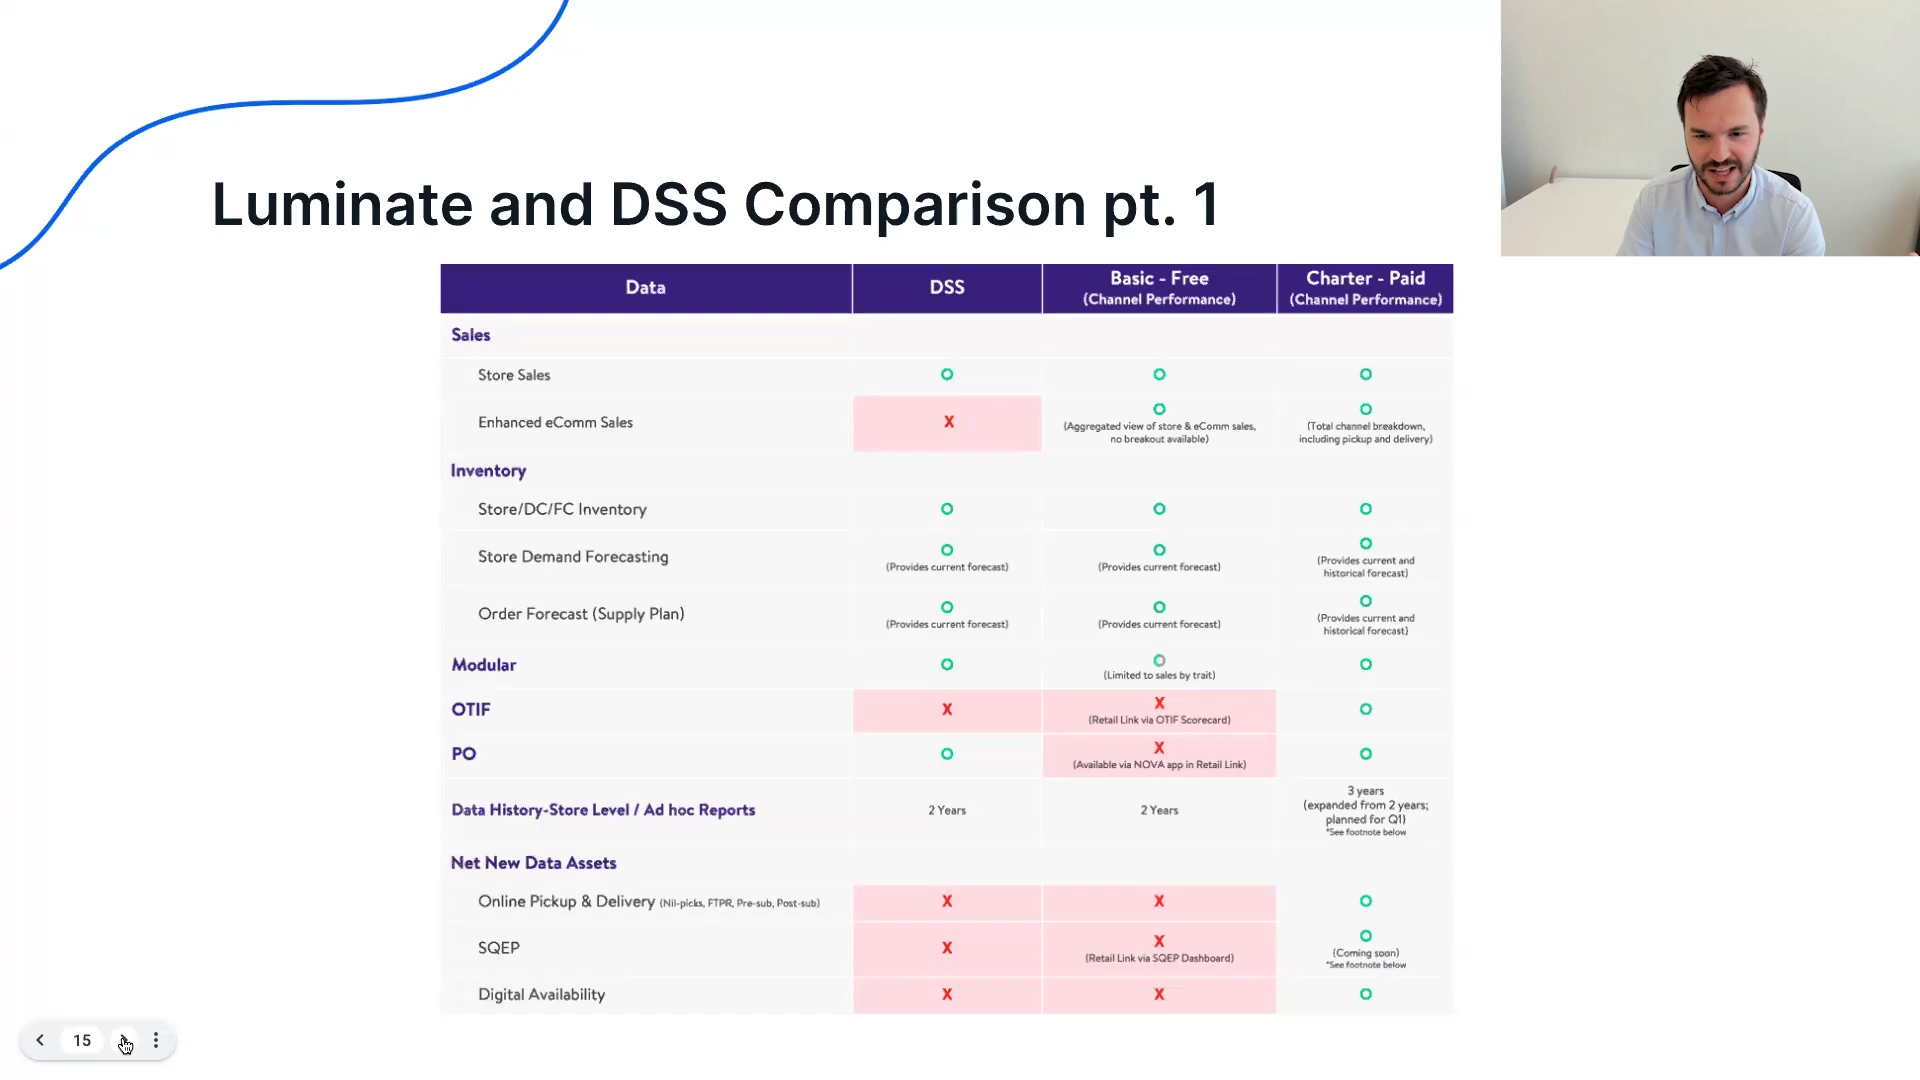 Luminate and DSS Comparison pt. 1
Data
DSS
Basic - Free
(Channel Performance)
Charter - Paid
(Channel Performance)
Sales
Store Sales
O
O
O
Enhanced eComm Sales
X
O
(Aggregated view of store & eComm sales,
no breakout available)
O
(Total channel breakdown,
including pickup and delivery)
Inventory
Store/DC/FC Inventory
O
O
O
Store Demand Forecasting
O
(Provides current forecast)
O
(Provides current forecast)
O
(Provides current and
historical forecast)
Order Forecast (Supply Plan)
O
(Provides current forecast)
O
(Provides current forecast)
O
(Provides current and
historical forecast)
Modular
O
O
(Limited to sales by trait)
O
OTIF
X
X
(Retail Link via OTIF Scorecard)
O
PO
O
X
(Available via NOVA app in Retail Link)
O
Data History-Store Level / Ad hoc Reports
2 Years
2 Years
3 years
(expanded from 2 years;
planned for Q1)
*See footnote below
Net New Data Assets
Online Pickup & Delivery (Nil-picks, FTPR, Pre-sub, Post-sub)
X
X
O
SQEP
X
X
(Retail Link via SQEP Dashboard)
O
(Coming soon)
*See footnote below
Digital Availability
X
X
O
15